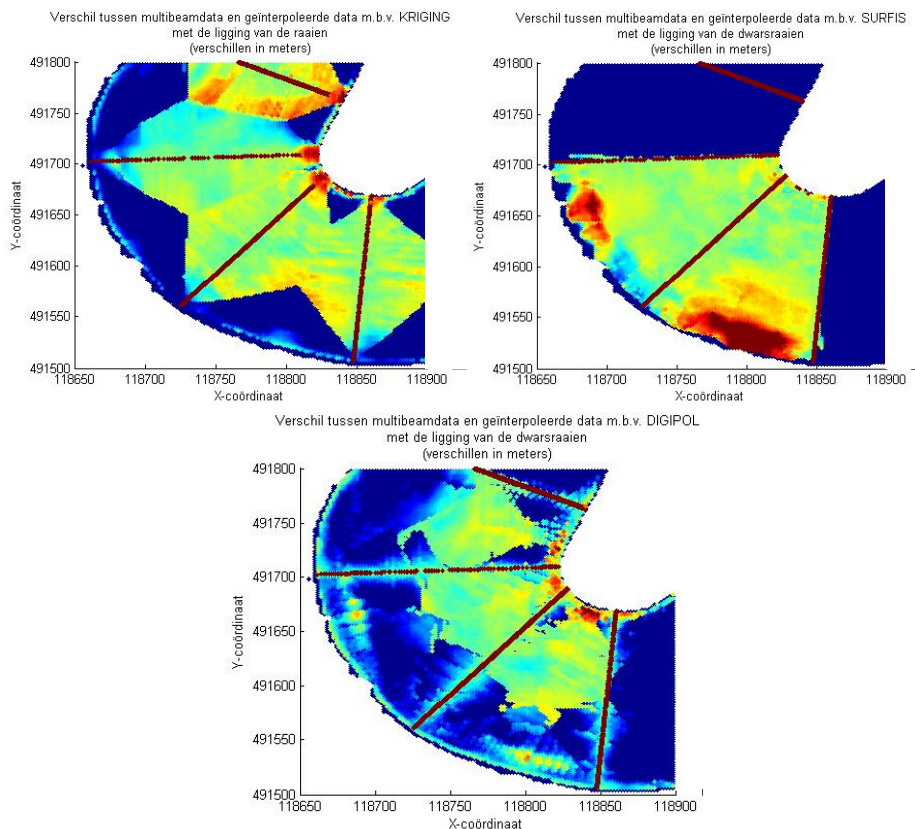 Verschil tussen multibeamdata en geïnterpoleerde data m.b.v. KRIGING
met de ligging van de raaien
(verschillen in meters)
491800
491750
491700
491650
491600
491550
491500
118650 118700 118750 118800 118850 118900
Y-coördinaat
X-coördinaat
Verschil tussen multibeamdata en geïnterpoleerde data m.b.v. SURFIS
met de ligging van de dwarsraaien
(verschillen in meters)
491800
491750
491700
491650
491600
491550
491500
118650 118700 118750 118800 118850 118900
Y-coördinaat
X-coördinaat
Verschil tussen multibeamdata en geïnterpoleerde data m.b.v. DIGIPOL
met de ligging van de dwarsraaien
(verschillen in meters)
491800
491750
491700
491650
491600
491550
491500
118650 118700 118750 118800 118850 118900
Y-coördinaat
X-coördinaat